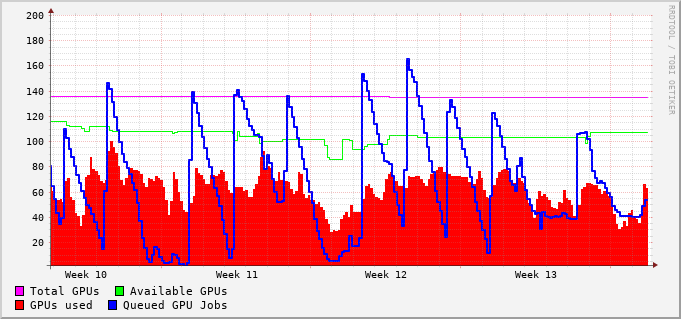 200
180
160
140
120
100
80
60
40
20
Week 10 Week 11 Week 12 Week 13
Total GPUs Available GPUs
GPUs used Queued GPU Jobs
RRDTOOL / TOBI OETIKER